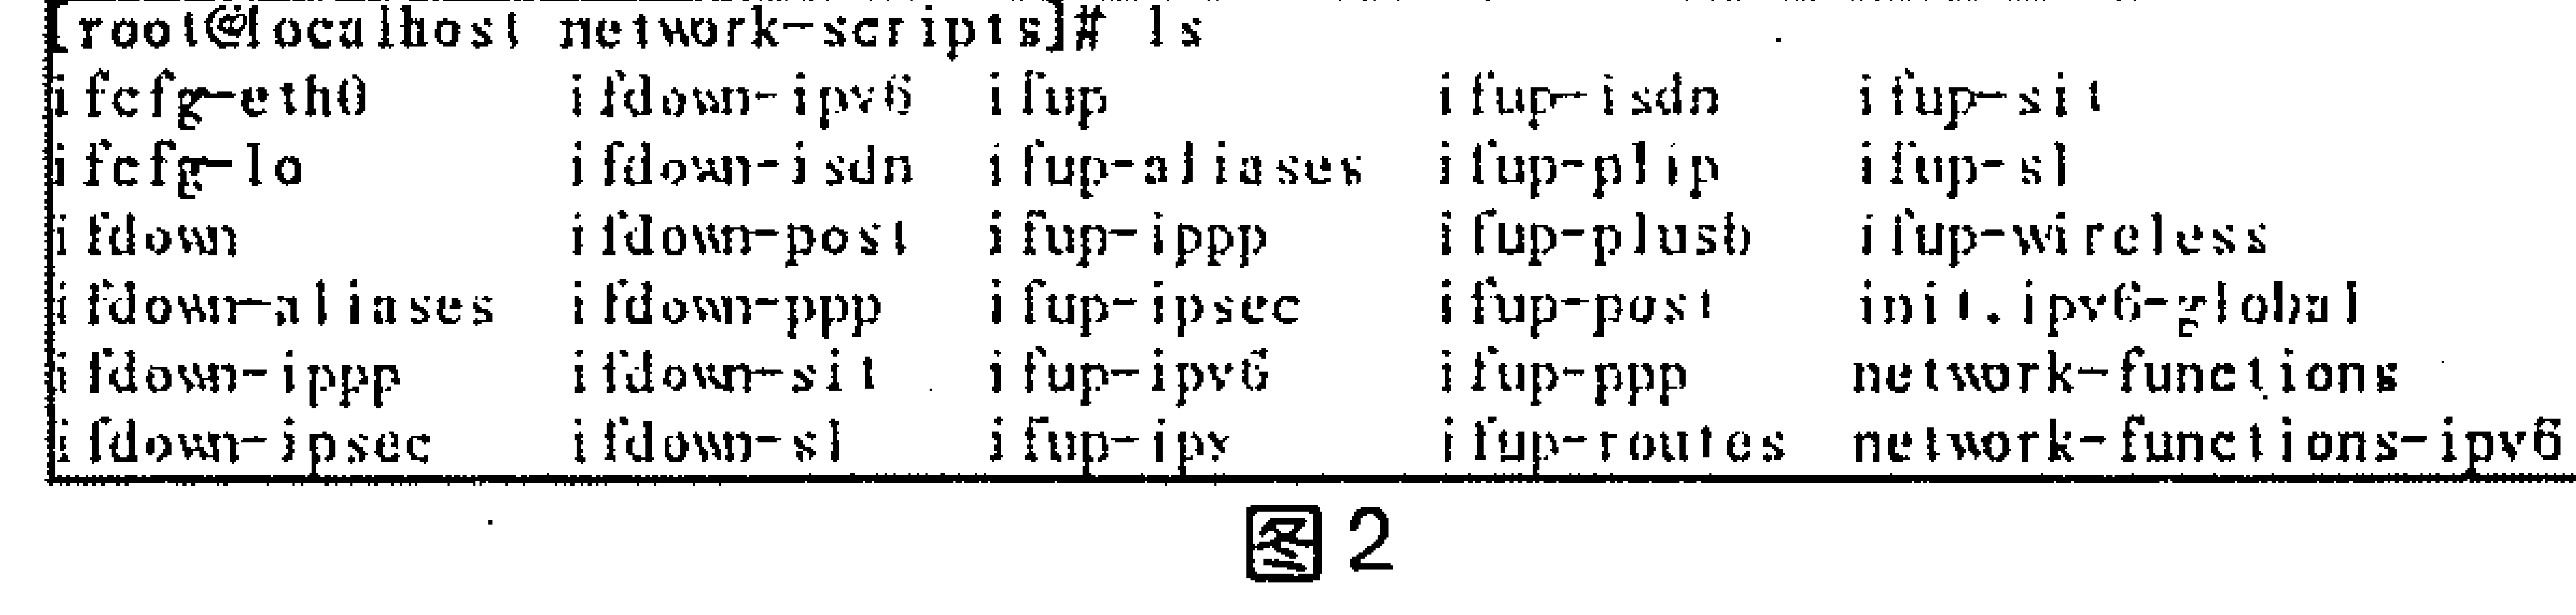 [root@localhost network-scripts]# ls
ifcfg-eth0 ifdown-ipv6 ifup ifup-isdn ifup-sit
ifcfg-lo ifdown-isdn ifup-aliases ifup-plip ifup-sl
ifdown ifdown-post ifup-ippp ifup-plusb ifup-wireless
ifdown-aliases ifdown-ppp ifup-ipsec ifup-post init.ipv6-global
ifdown-ippp ifdown-sit ifup-ipv6 ifup-ppp network-functions
ifdown-ipsec ifdown-sl ifup-ipx ifup-routes network-functions-ipv6
图2